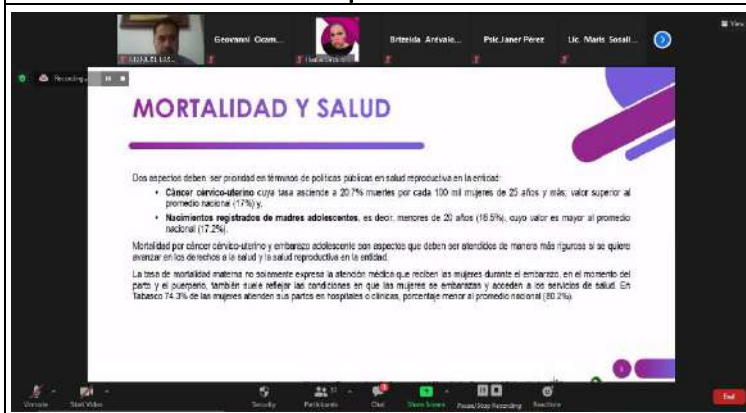 View
Geovanni Ocam...
Britzeida Arévalo...
Psic.Janer Pérez
Lic. Maris Sosall...
Recording...
MORTALIDAD Y SALUD
Dos aspectos deben ser prioridad en términos de políticas públicas en salud reproductiva en la entidad:
• Cáncer cérvico-uterino cuya tasa asciende a 20.7% muertes por cada 100 mil mujeres de 25 años y más; valor superior al
promedio nacional (17%) y,
• Nacimientos registrados de madres adolescentes, es decir, menores de 20 años (18.5%), cuyo valor es mayor al promedio
nacional (17.2%).
Mortalidad por cáncer cérvico-uterino y embarazo adolescente son aspectos que deben ser atendidos de manera más rigurosa si se quiere
avanzar en los derechos a la salud y la salud reproductiva en la entidad.
La tasa de mortalidad materna no solamente expresa la atención médica que reciben las mujeres durante el embarazo, en el momento del
parto y el puerperio, también suele reflejar las condiciones en que las mujeres se embarazan y acceden a los servicios de salud. En
Tabasco 74.3% de las mujeres atienden sus partos en hospitales o clínicas, porcentaje menor al promedio nacional (80.2%).
Start Video
Security
Participants
Chat
Share Screen
Pause/Stop Recording
Reactions
End